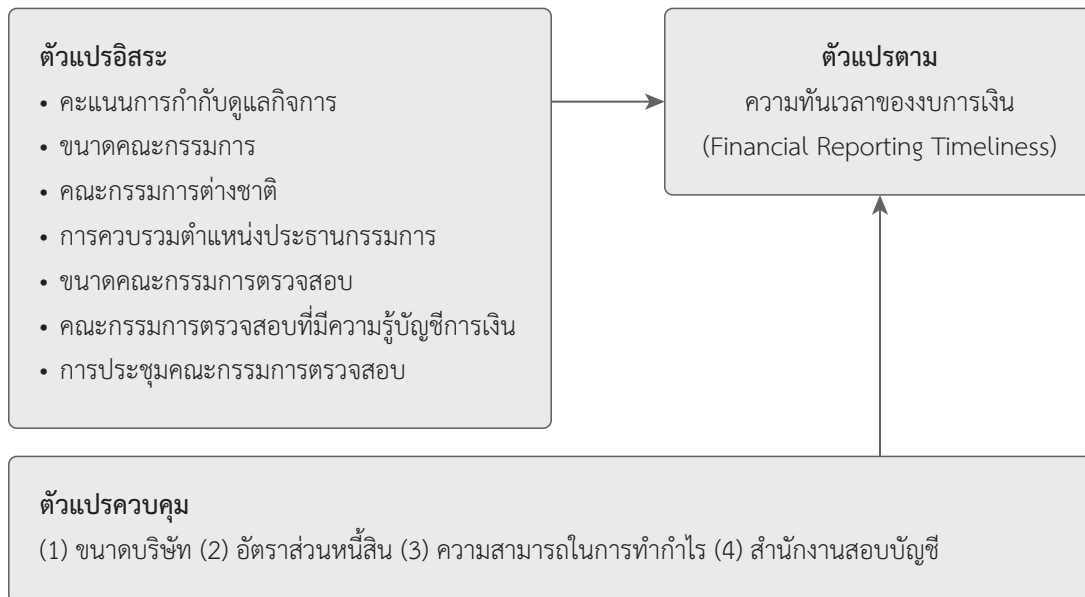 ตัวแปรอิสระ
• คะแนนการกำกับดูแลกิจการ
• ขนาดคณะกรรมการ
• คณะกรรมการต่างชาติ
• การควบรวมตำแหน่งประธานกรรมการ
• ขนาดคณะกรรมการตรวจสอบ
• คณะกรรมการตรวจสอบที่มีความรู้บัญชีการเงิน
• การประชุมคณะกรรมการตรวจสอบ
ตัวแปรตาม
ความทันเวลาของงบการเงิน
(Financial Reporting Timeliness)
ตัวแปรควบคุม
(1) ขนาดบริษัท (2) อัตราส่วนหนี้สิน (3) ความสามารถในการทำกำไร (4) สำนักงานสอบบัญชี